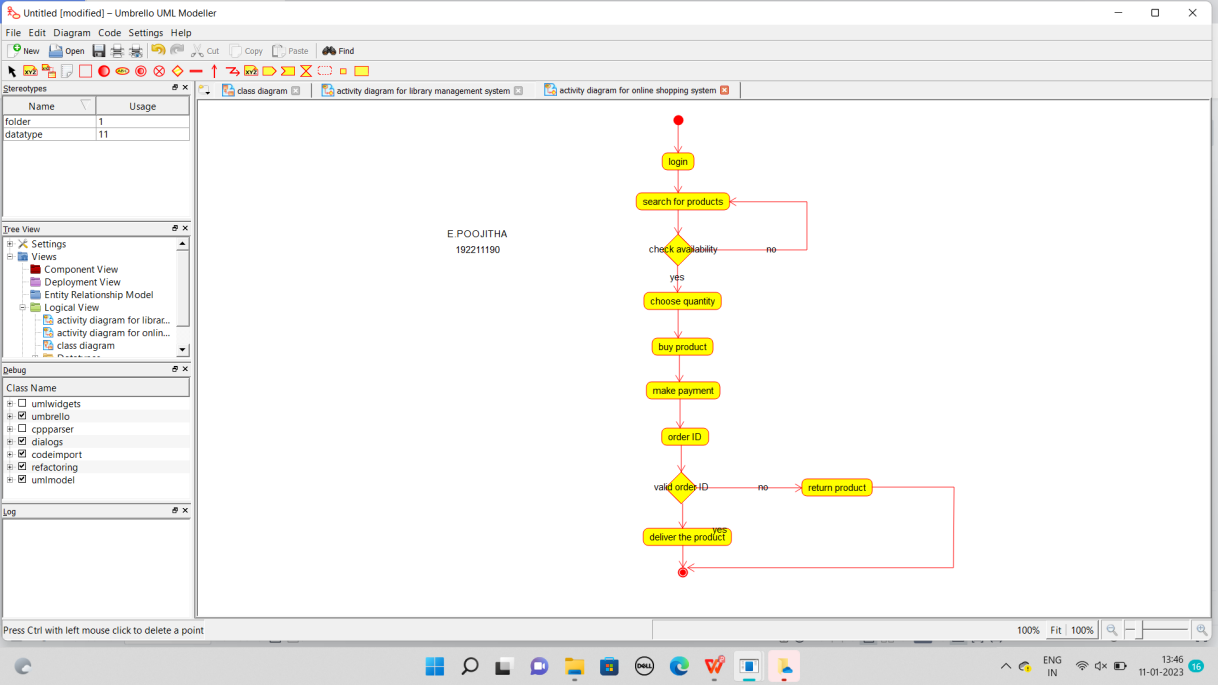 Untitled [modified] – Umbrello UML Modeller
File Edit Diagram Code Settings Help
New Open Cut Copy Paste Find
Stereotypes
Name Usage
folder 1
datatype 11
class diagram
activity diagram for library management system
activity diagram for online shopping system
Tree View
Settings
Views
Component View
Deployment View
Entity Relationship Model
Logical View
activity diagram for librar...
activity diagram for onlin...
class diagram
Debug
Class Name
umlwidgets
umbrello
cppparser
dialogs
codeimport
refactoring
umlmodel
Log
E.POOJITHA
192211190
login
search for products
check availability
no
yes
choose quantity
buy product
make payment
order ID
valid order ID
no
return product
yes
deliver the product
Press Ctrl with left mouse click to delete a point
100% Fit 100%
ENG
IN
13:46
11-01-2023
16